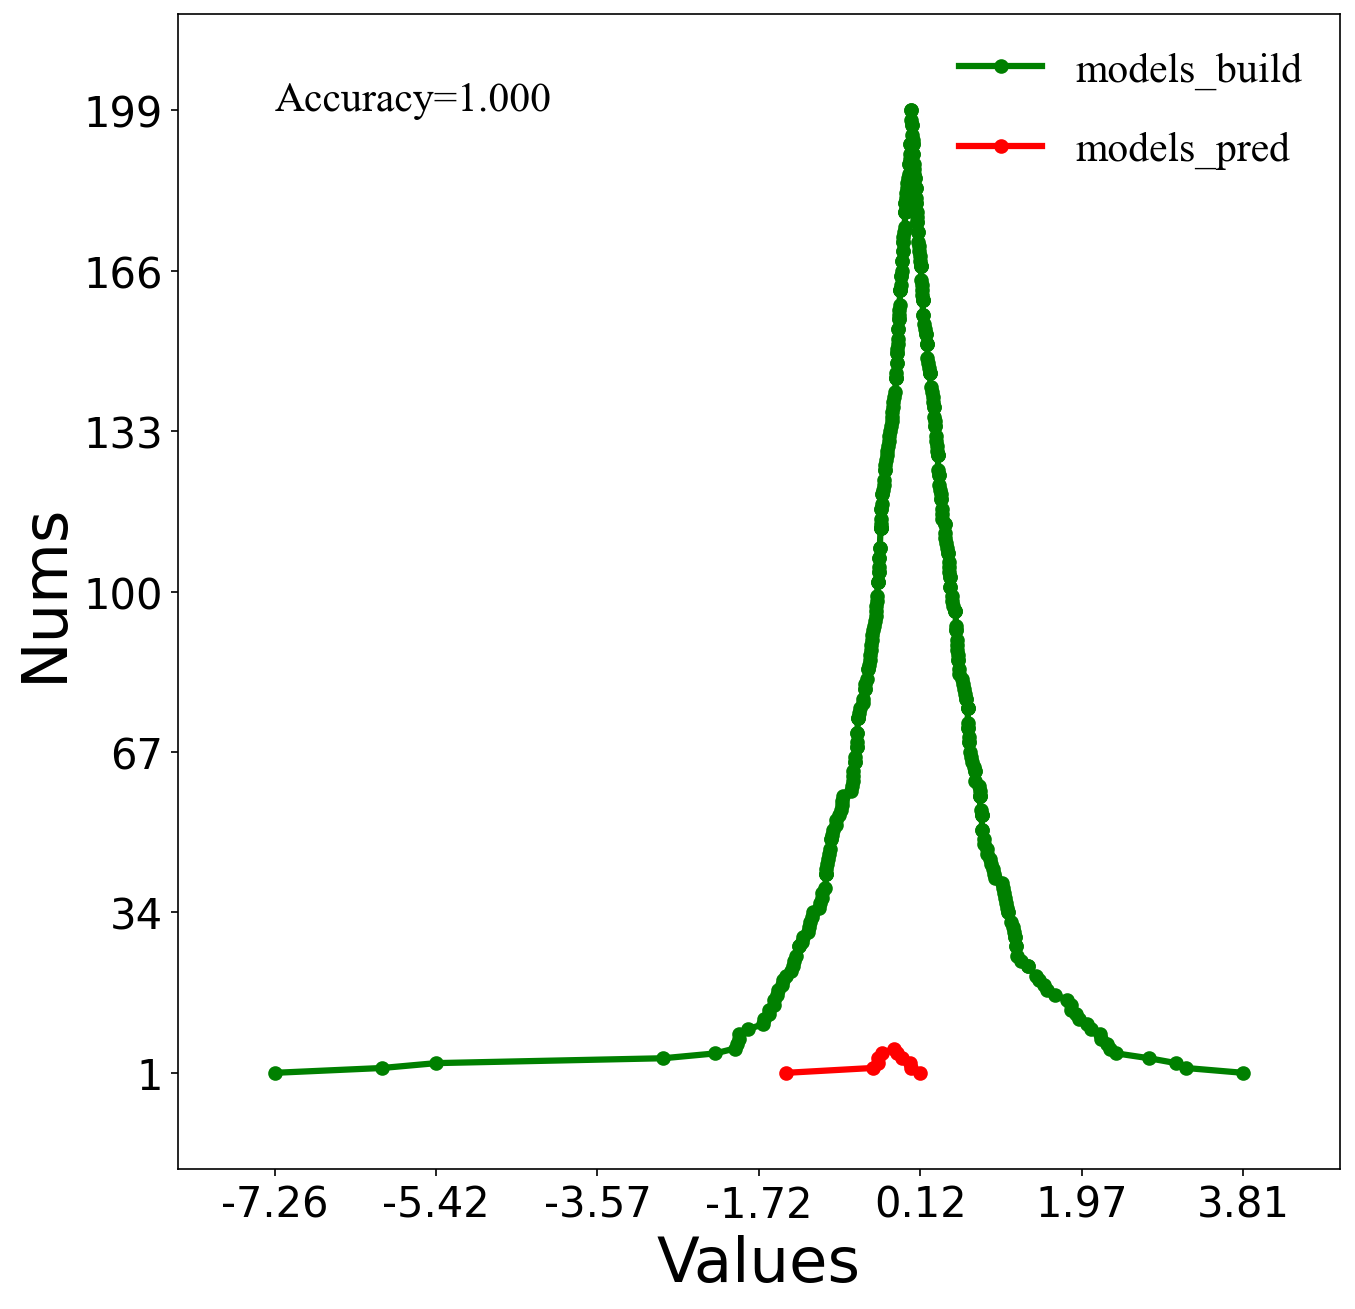 models_build
Accuracy=1.000
models_pred
199
166
133
100
67
34
1
Nums
-7.26 -5.42 -3.57 -1.72 0.12 1.97 3.81
Values